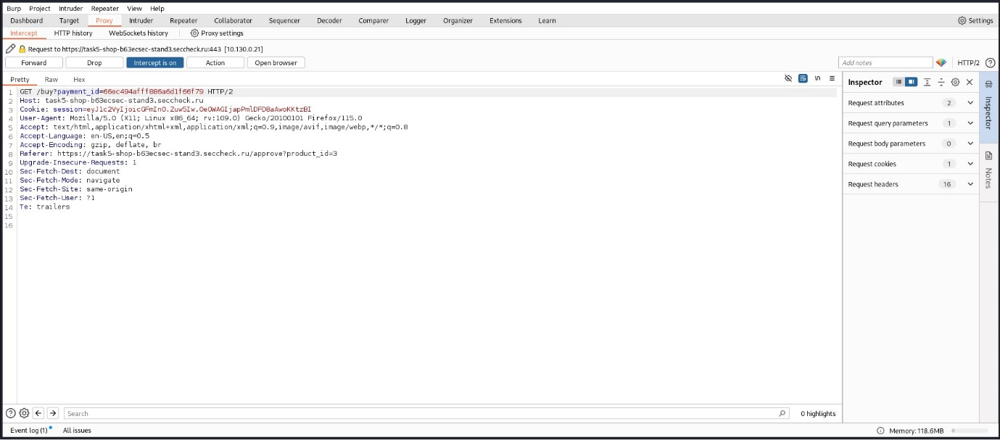 Burp Project Intruder Repeater View Help
Dashboard Target Proxy Intruder Repeater Collaborator Sequencer Decoder Comparer Logger Organizer Extensions Learn Settings
Intercept HTTP history WebSockets history Proxy settings
Request to https://task5-shop-b63ecsec-stand3.seccheck.ru:443 [10.130.0.21]
Forward Drop Intercept is on Action Open browser Add notes HTTP/2
Pretty Raw Hex \n
Inspector
1 GET /buy?payment_id=66ec494afff886a6d1f66f79 HTTP/2
2 Host: task5-shop-b63ecsec-stand3.seccheck.ru
3 Cookie: session=eyJ1c2VyIjoicGFmIn0.Zuw5Iw.OeOWAGIjapPmlDFD8aAwoKKtzBI
4 User-Agent: Mozilla/5.0 (X11; Linux x86_64; rv:109.0) Gecko/20100101 Firefox/115.0
5 Accept: text/html,application/xhtml+xml,application/xml;q=0.9,image/avif,image/webp,*/*;q=0.8
6 Accept-Language: en-US,en;q=0.5
7 Accept-Encoding: gzip, deflate, br
8 Referer: https://task5-shop-b63ecsec-stand3.seccheck.ru/approve?product_id=3
9 Upgrade-Insecure-Requests: 1
10 Sec-Fetch-Dest: document
11 Sec-Fetch-Mode: navigate
12 Sec-Fetch-Site: same-origin
13 Sec-Fetch-User: ?1
14 Te: trailers
15
16
Request attributes 2
Request query parameters 1
Request body parameters 0
Request cookies 1
Request headers 16
Inspector
Notes
Search 0 highlights
Event log (1) All issues Memory: 118.6MB